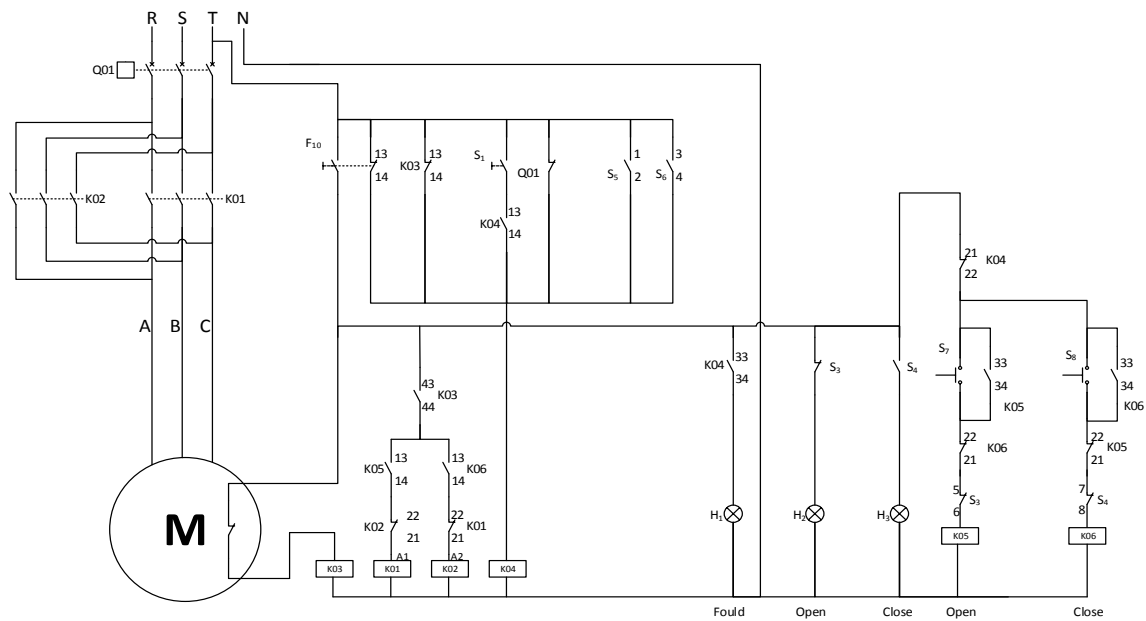 R S T N
Q01
F10
13
14
K03
13
14
S1
Q01
1
2
S5
3
4
S6
K02
K01
K04
13
14
21
22
K04
A B C
43
44
K03
K04
33
34
S3
S4
S7
33
34
K05
S8
33
34
K06
K05
13
14
13
14
K06
22
21
K06
22
21
K05
K02
22
21
22
21
K01
5
6
S3
7
8
S4
M
H1
H2
H3
K05
K06
A1
A2
K03
K01
K02
K04
Fould Open Close Open Close